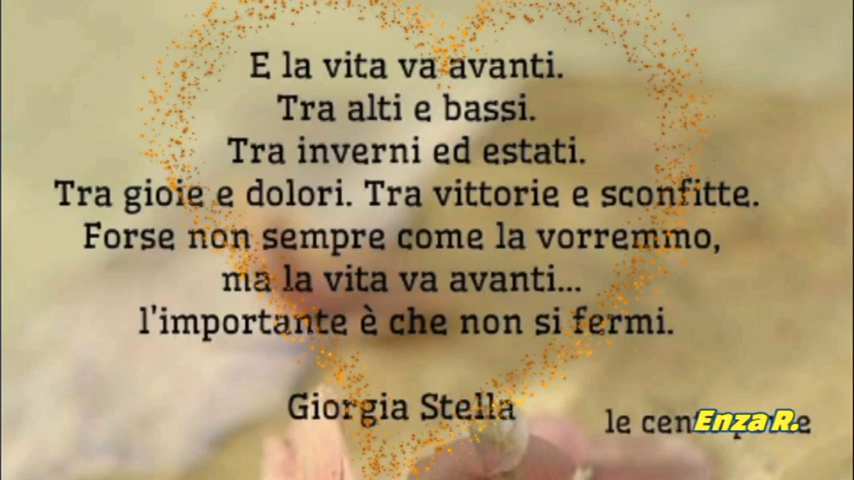 E la vita va avanti.
Tra alti e bassi.
Tra inverni ed estati.
Tra gioie e dolori. Tra vittorie e sconfitte.
Forse non sempre come la vorremmo,
ma la vita va avanti...
l'importante è che non si fermi.
Giorgia Stella
le
Enza R.